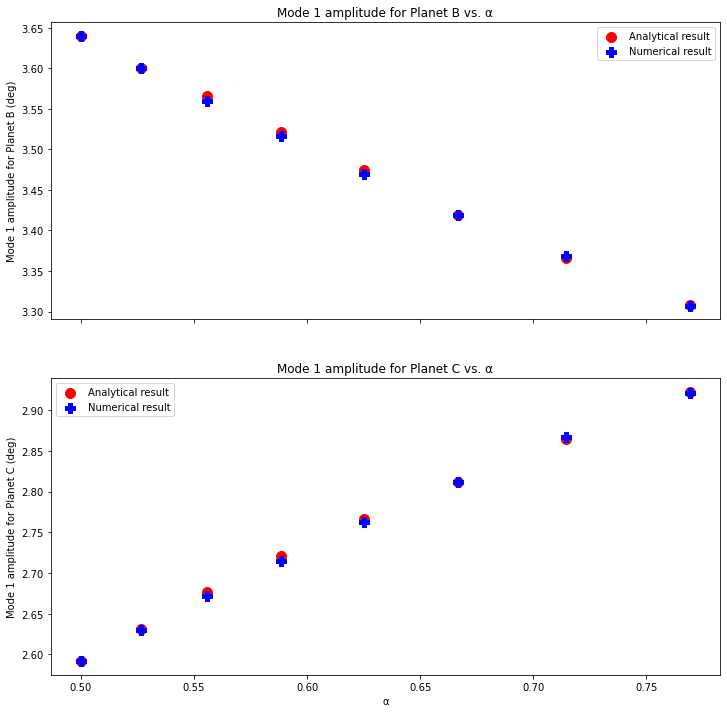 Mode 1 amplitude for Planet B vs. α
Mode 1 amplitude for Planet B (deg)
3.65
3.60
3.55
3.50
3.45
3.40
3.35
3.30
Analytical result
Numerical result
Mode 1 amplitude for Planet C vs. α
Mode 1 amplitude for Planet C (deg)
2.90
2.85
2.80
2.75
2.70
2.65
2.60
Analytical result
Numerical result
0.50 0.55 0.60 0.65 0.70 0.75
α